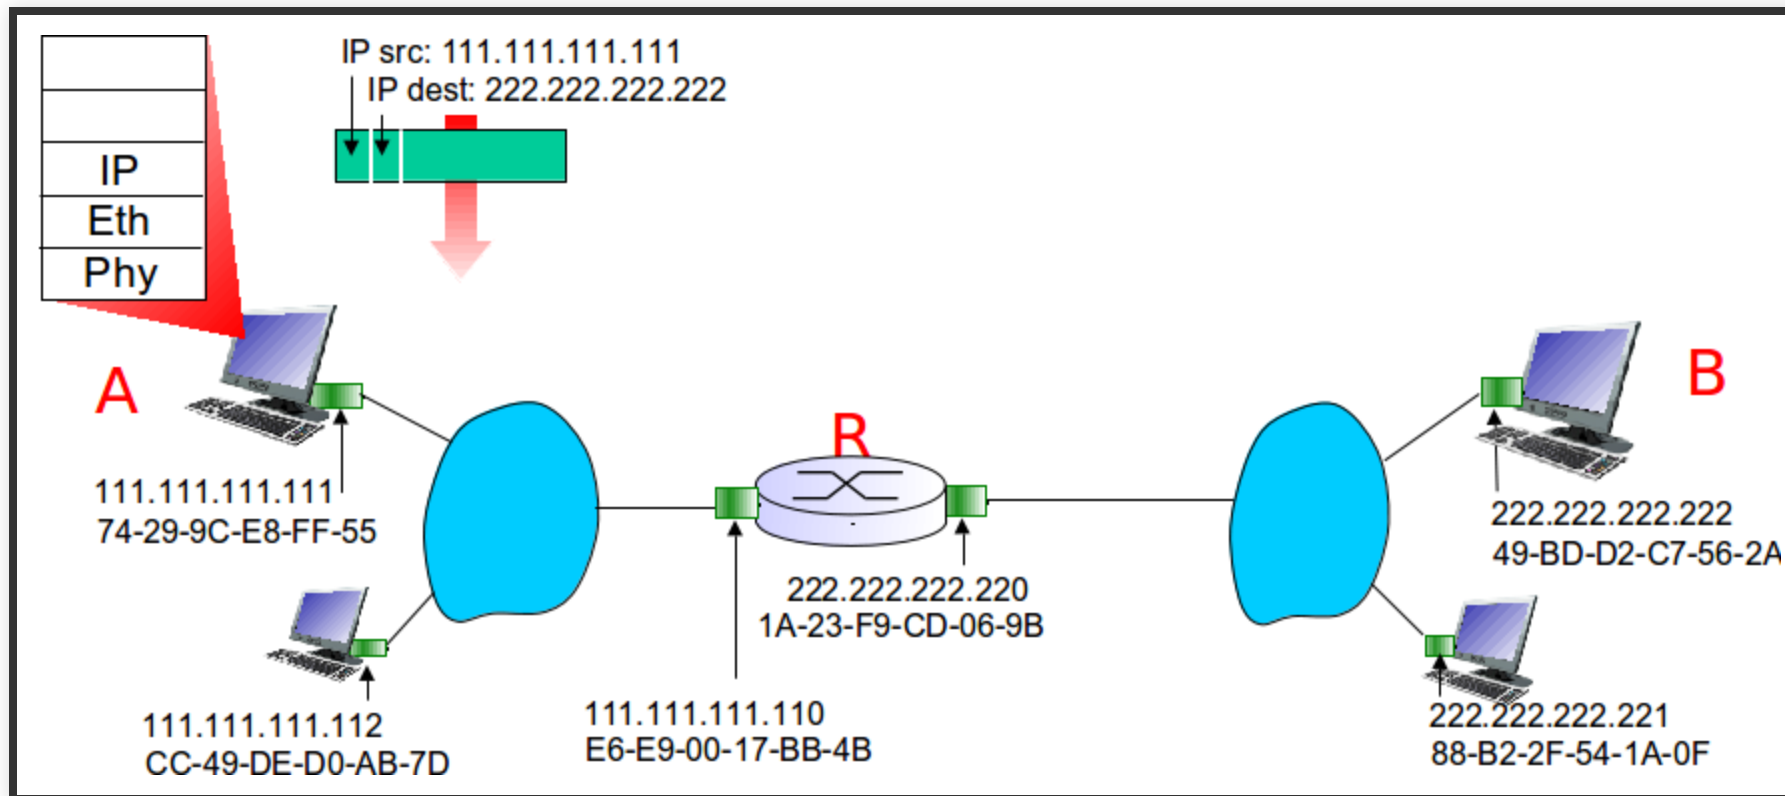 IP src: 111.111.111.111
IP dest: 222.222.222.222
IP
Eth
Phy
A
B
R
111.111.111.111
74-29-9C-E8-FF-55
222.222.222.222
49-BD-D2-C7-56-2A
222.222.222.220
1A-23-F9-CD-06-9B
111.111.111.112
CC-49-DE-D0-AB-7D
111.111.111.110
E6-E9-00-17-BB-4B
222.222.222.221
88-B2-2F-54-1A-0F